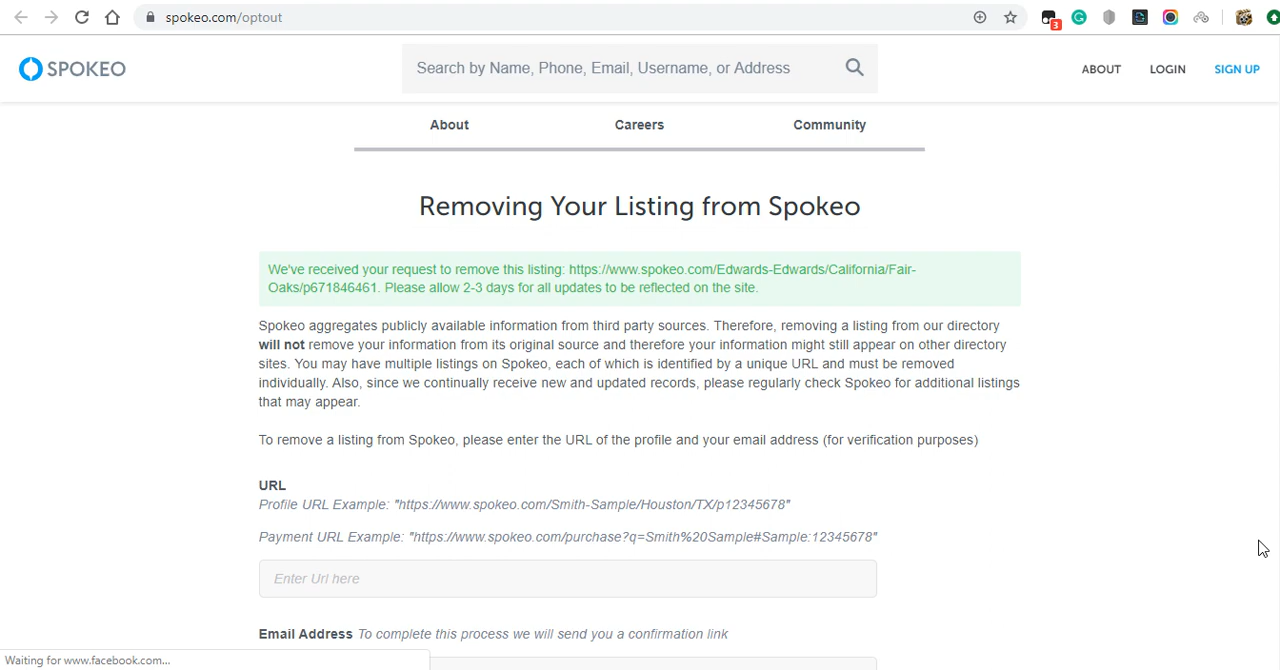 spokeo.com/optout
3
SPOKEO
Search by Name, Phone, Email, Username, or Address
ABOUT
LOGIN
SIGN UP
About
Careers
Community
Removing Your Listing from Spokeo
We've received your request to remove this listing: https://www.spokeo.com/Edwards-Edwards/California/Fair-
Oaks/p671846461. Please allow 2-3 days for all updates to be reflected on the site.
Spokeo aggregates publicly available information from third party sources. Therefore, removing a listing from our directory
will not remove your information from its original source and therefore your information might still appear on other directory
sites. You may have multiple listings on Spokeo, each of which is identified by a unique URL and must be removed
individually. Also, since we continually receive new and updated records, please regularly check Spokeo for additional listings
that may appear.
To remove a listing from Spokeo, please enter the URL of the profile and your email address (for verification purposes)
URL
Profile URL Example: "https://www.spokeo.com/Smith-Sample/Houston/TX/p12345678"
Payment URL Example: "https://www.spokeo.com/purchase?q=Smith%20Sample#Sample:12345678"
Enter Url here
Email Address To complete this process we will send you a confirmation link
Waiting for www.facebook.com...